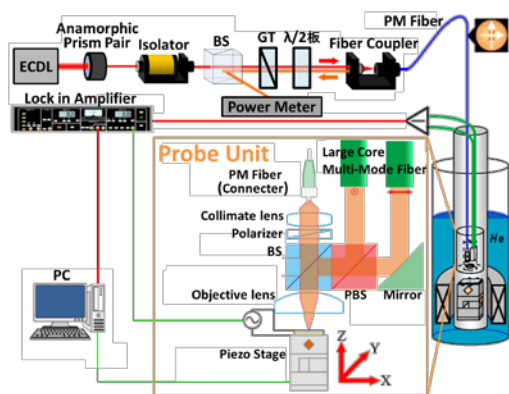 PM Fiber
Anamorphic
Prism Pair
Isolator
BS
GT
λ/2板
Fiber Coupler
ECDL
Power Meter
Lock in Amplifier
Probe Unit
Large Core
Multi-Mode Fiber
PM Fiber
(Connecter)
Collimate lens
Polarizer
BS
PBS
Mirror
Objective lens
PC
Piezo Stage
He
Z
Y
X